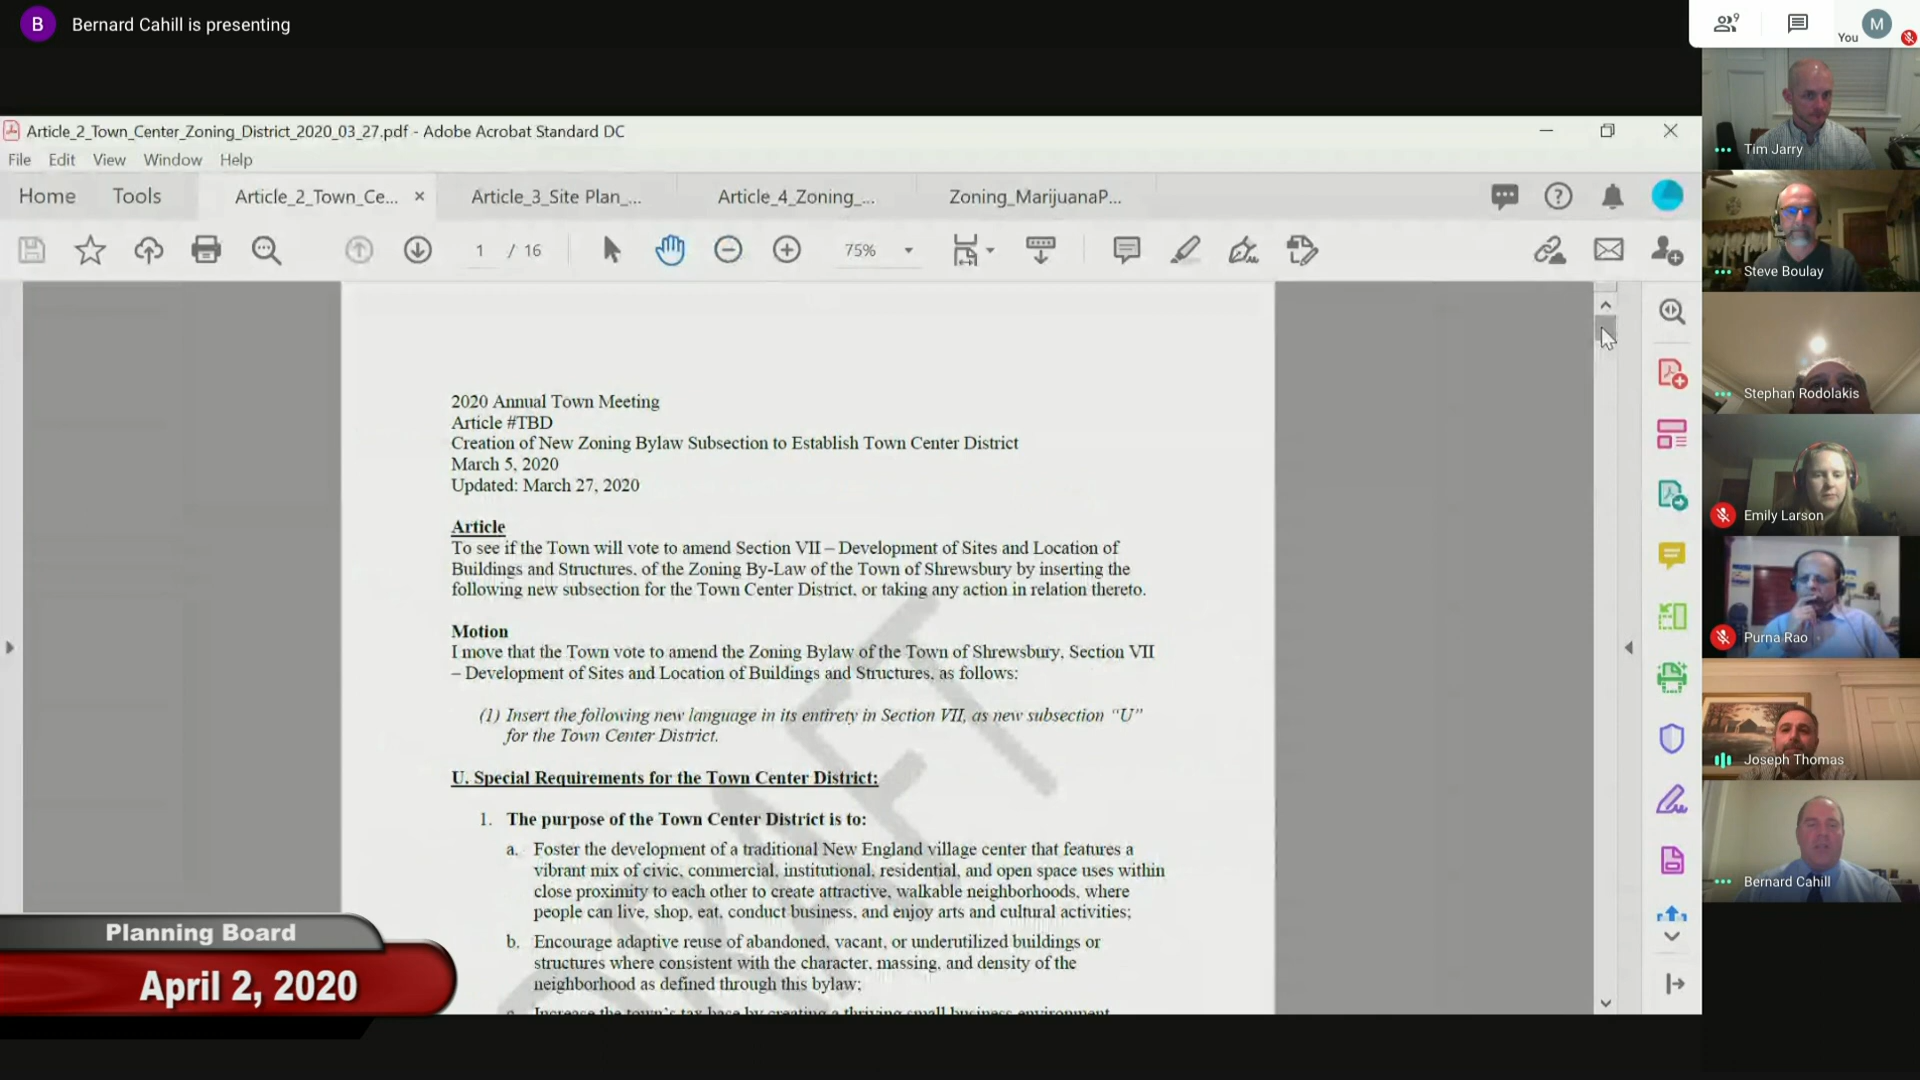 B Bernard Cahill is presenting
9
You
M
Article_2_Town_Center_Zoning_District_2020_03_27.pdf - Adobe Acrobat Standard DC
File Edit View Window Help
Home Tools Article_2_Town_Ce... × Article_3_Site Plan_... Article_4_Zoning_... Zoning_MarijuanaP...
1 / 16 75%
2020 Annual Town Meeting
Article #TBD
Creation of New Zoning Bylaw Subsection to Establish Town Center District
March 5, 2020
Updated: March 27, 2020
Article
To see if the Town will vote to amend Section VII – Development of Sites and Location of
Buildings and Structures, of the Zoning By-Law of the Town of Shrewsbury by inserting the
following new subsection for the Town Center District, or taking any action in relation thereto.
Motion
I move that the Town vote to amend the Zoning Bylaw of the Town of Shrewsbury, Section VII
– Development of Sites and Location of Buildings and Structures, as follows:
(1) Insert the following new language in its entirety in Section VII, as new subsection “U”
for the Town Center District.
U. Special Requirements for the Town Center District:
1. The purpose of the Town Center District is to:
a. Foster the development of a traditional New England village center that features a
vibrant mix of civic, commercial, institutional, residential, and open space uses within
close proximity to each other to create attractive, walkable neighborhoods, where
people can live, shop, eat, conduct business, and enjoy arts and cultural activities;
b. Encourage adaptive reuse of abandoned, vacant, or underutilized buildings or
structures where consistent with the character, massing, and density of the
neighborhood as defined through this bylaw;
c. Increase the town’s tax base by creating a thriving small business environment
DRAFT
Planning Board
April 2, 2020
Tim Jarry
Steve Boulay
Stephan Rodolakis
Emily Larson
Purna Rao
Joseph Thomas
Bernard Cahill